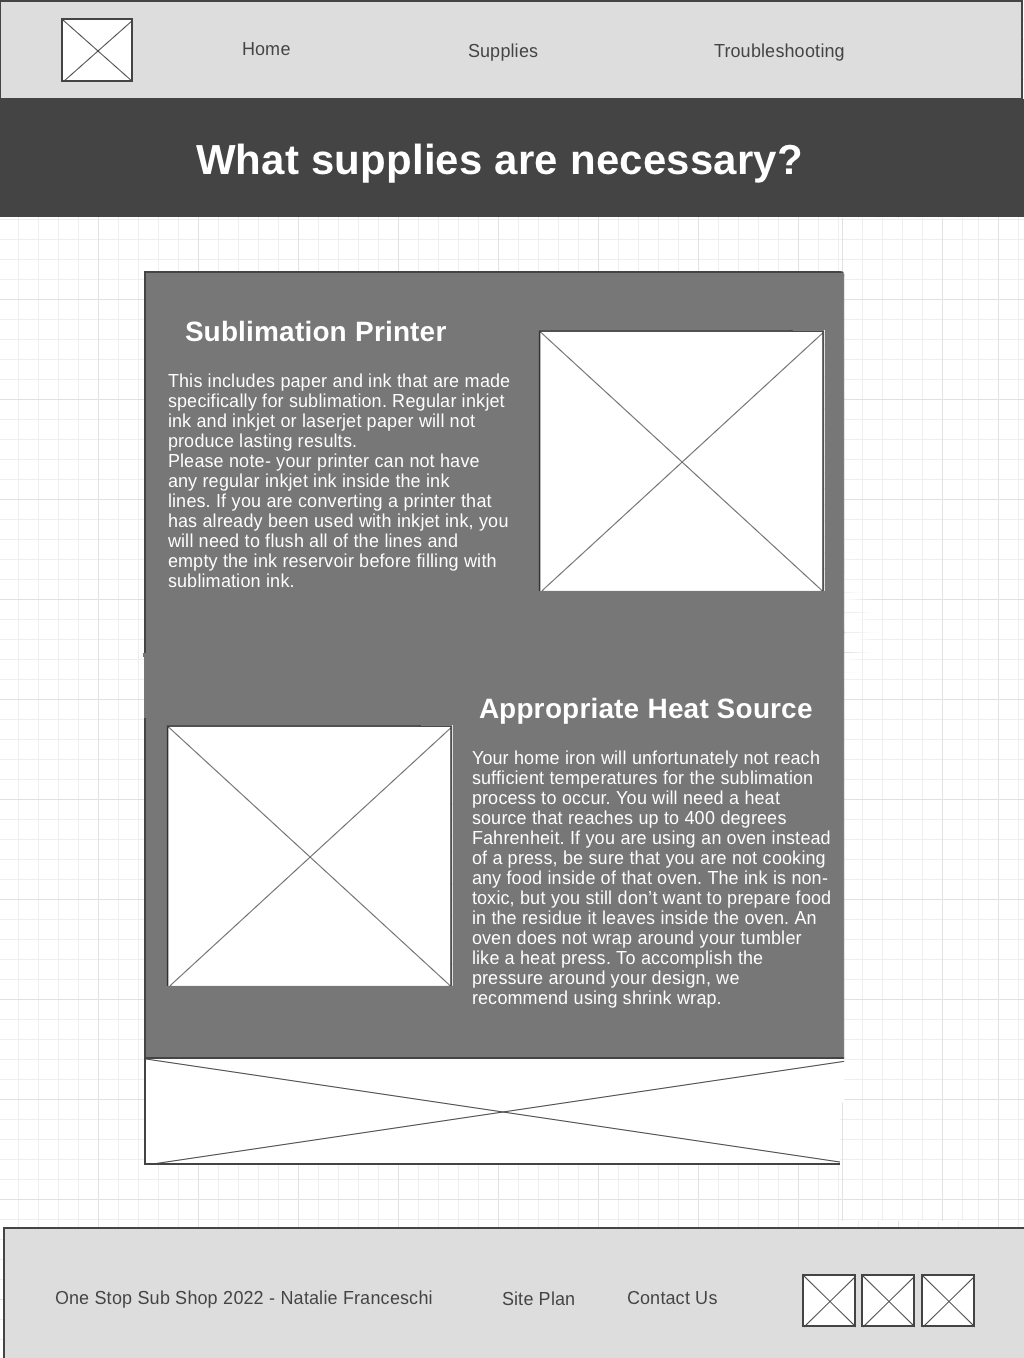 Home
Supplies
Troubleshooting
What supplies are necessary?
Sublimation Printer
This includes paper and ink that are made
specifically for sublimation. Regular inkjet
ink and inkjet or laserjet paper will not
produce lasting results.
Please note- your printer can not have
any regular inkjet ink inside the ink
lines. If you are converting a printer that
has already been used with inkjet ink, you
will need to flush all of the lines and
empty the ink reservoir before filling with
sublimation ink.
Appropriate Heat Source
Your home iron will unfortunately not reach
sufficient temperatures for the sublimation
process to occur. You will need a heat
source that reaches up to 400 degrees
Fahrenheit. If you are using an oven instead
of a press, be sure that you are not cooking
any food inside of that oven. The ink is non-
toxic, but you still don’t want to prepare food
in the residue it leaves inside the oven. An
oven does not wrap around your tumbler
like a heat press. To accomplish the
pressure around your design, we
recommend using shrink wrap.
One Stop Sub Shop 2022 - Natalie Franceschi
Site Plan
Contact Us